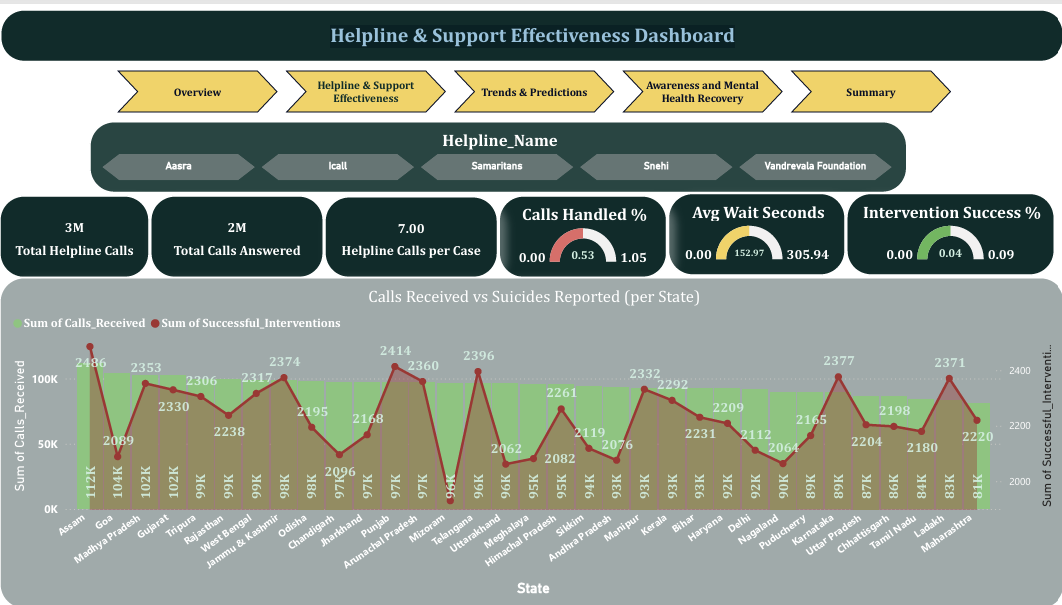 Helpline & Support Effectiveness Dashboard
Overview
Helpline & Support
Effectiveness
Trends & Predictions
Awareness and Mental
Health Recovery
Summary
Helpline_Name
Aasra
Icall
Samaritans
Snehi
Vandrevala Foundation
3M
Total Helpline Calls
2M
Total Calls Answered
7.00
Helpline Calls per Case
Calls Handled %
0.00 0.53 1.05
Avg Wait Seconds
0.00 152.97 305.94
Intervention Success %
0.00 0.04 0.09
Calls Received vs Suicides Reported (per State)
Sum of Calls_Received Sum of Successful_Interventions
Sum of Calls_Received
100K
50K
0K
2486 2089 2353 2330 2306 2238 2317 2374 2195 2096 2168 2414 2360 2396 2062 2082 2261 2119 2076 2332 2292 2231 2209 2112 2064 2165 2377 2204 2198 2180 2371 2220
112K 104K 102K 102K 99K 99K 99K 98K 98K 97K 97K 97K 97K 96K 96K 96K 95K 95K 94K 93K 93K 93K 93K 92K 92K 90K 89K 89K 87K 86K 84K 83K 81K
2400
2200
2000
Sum of Successful_Interventi...
Assam
Goa
Madhya Pradesh
Gujarat
Tripura
Rajasthan
West Bengal
Jammu & Kashmir
Odisha
Chandigarh
Jharkhand
Punjab
Arunachal Pradesh
Mizoram
Telangana
Uttarakhand
Meghalaya
Himachal Pradesh
Sikkim
Andhra Pradesh
Manipur
Kerala
Bihar
Haryana
Delhi
Nagaland
Puducherry
Karnataka
Uttar Pradesh
Chhattisgarh
Tamil Nadu
Ladakh
Maharashtra
State